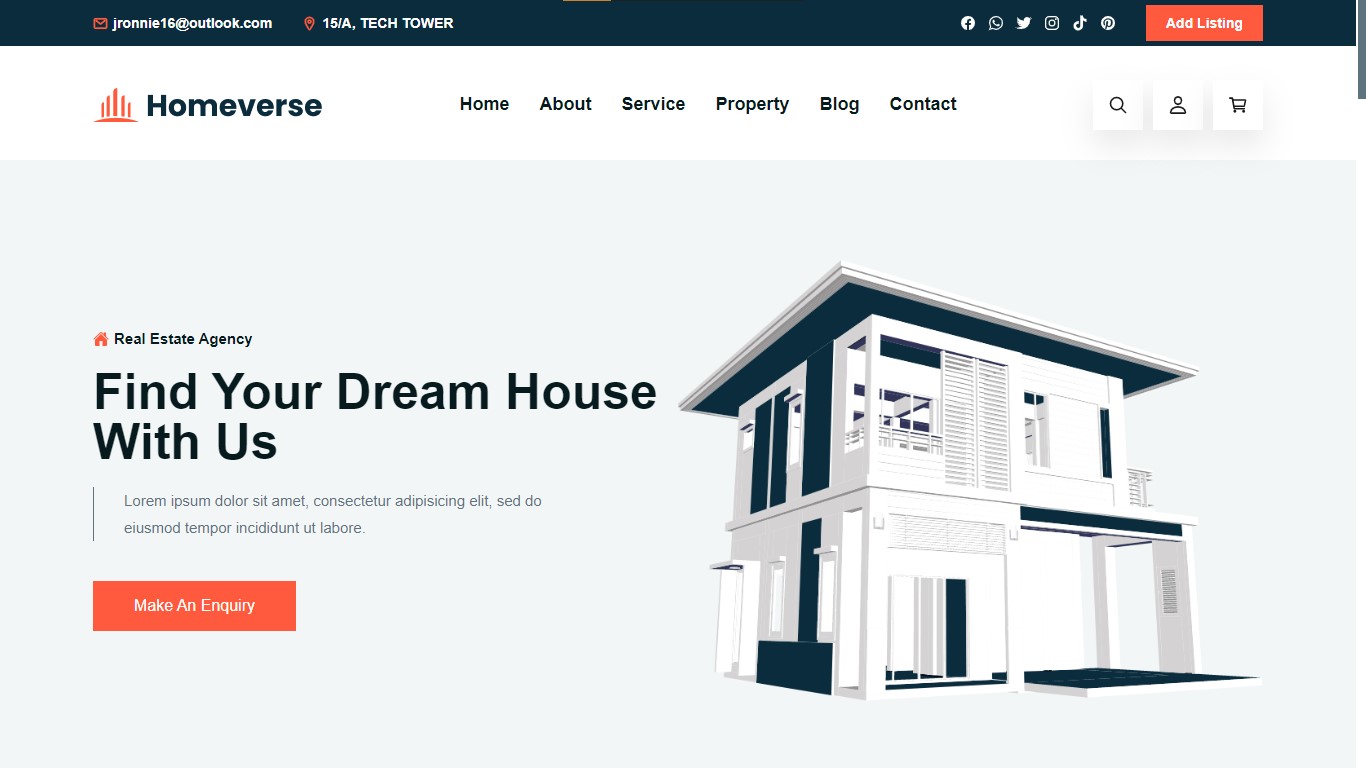 jronnie16@outlook.com 15/A, TECH TOWER Add Listing
Homeverse Home About Service Property Blog Contact
Real Estate Agency
Find Your Dream House
With Us
Lorem ipsum dolor sit amet, consectetur adipisicing elit, sed do
eiusmod tempor incididunt ut labore.
Make An Enquiry